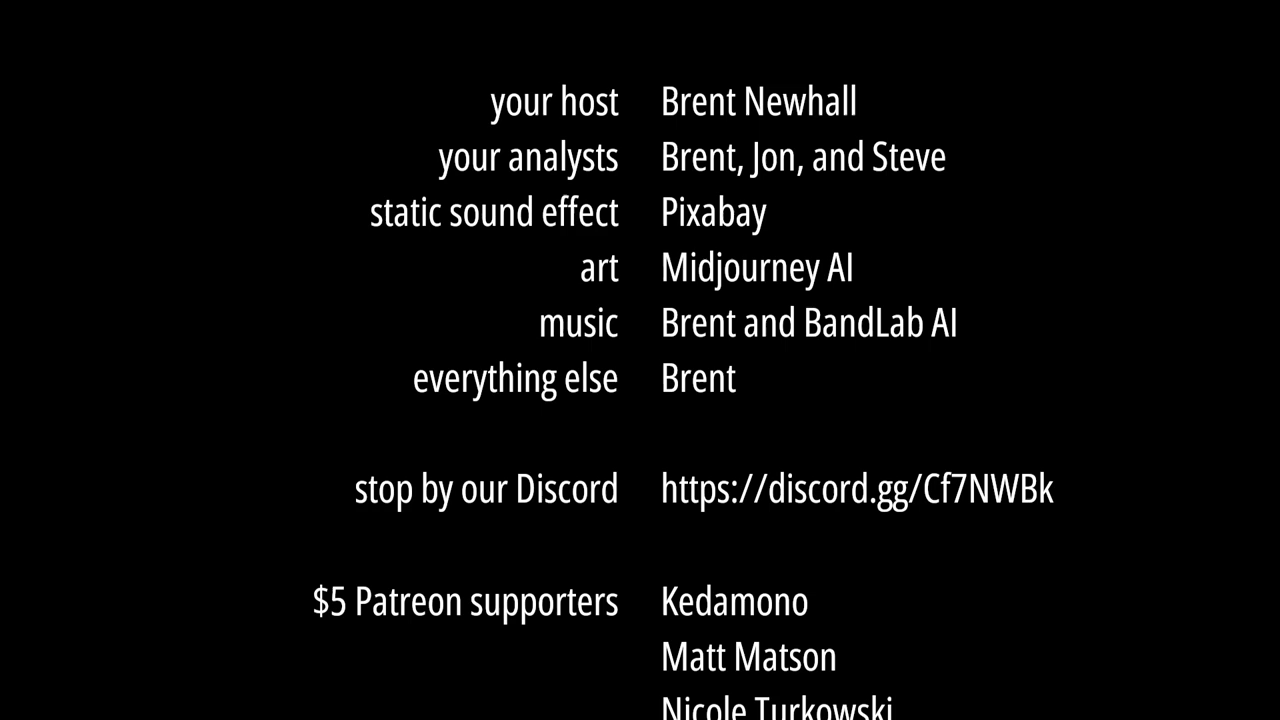 your host Brent Newhall
your analysts Brent, Jon, and Steve
static sound effect Pixabay
art Midjourney AI
music Brent and BandLab AI
everything else Brent
stop by our Discord https://discord.gg/Cf7NWBk
$5 Patreon supporters Kedamono
Matt Matson
Nicole Turkowski